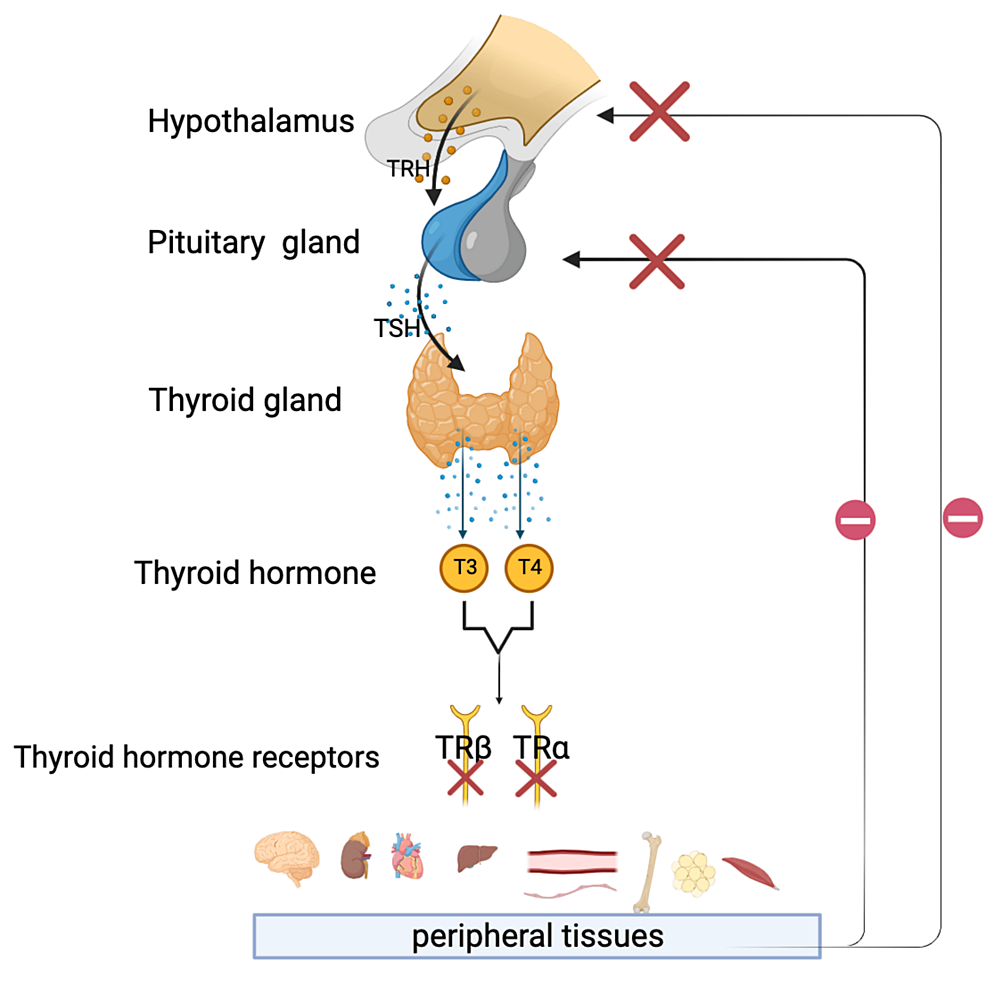 Hypothalamus
TRH
Pituitary gland
TSH
Thyroid gland
Thyroid hormone
T3
T4
TRβ
TRα
Thyroid hormone receptors
peripheral tissues